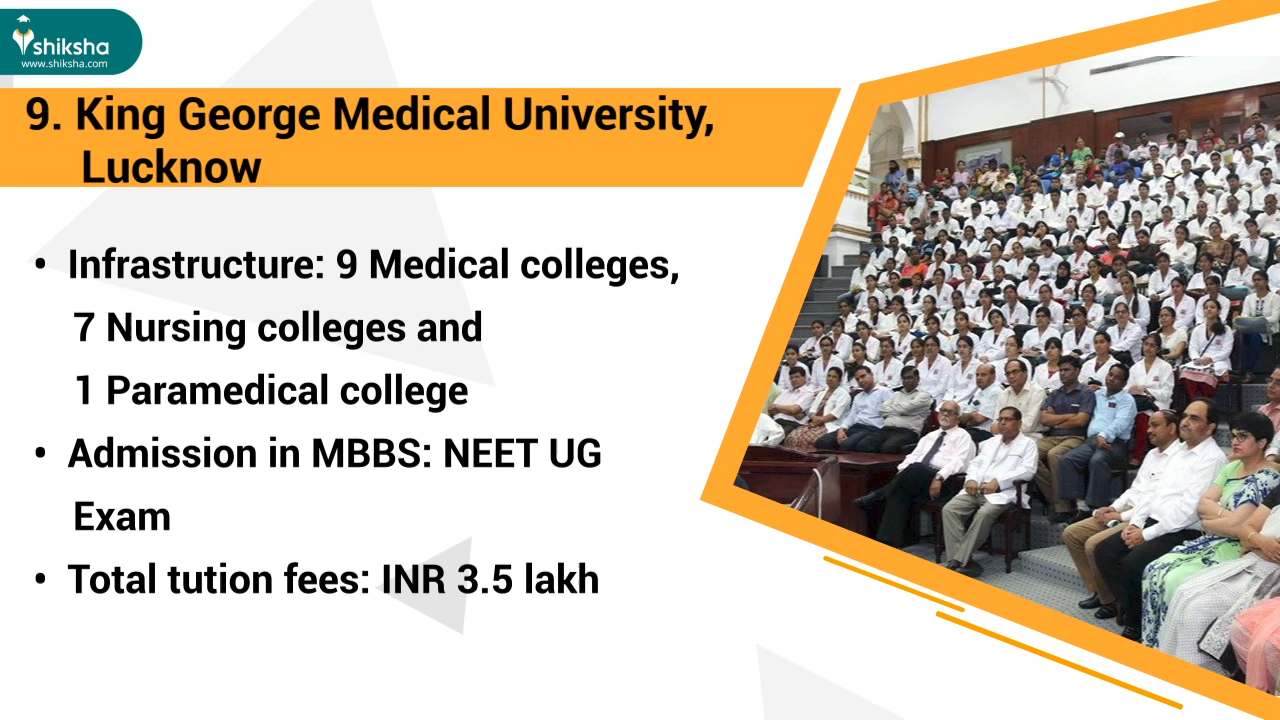 shiksha
www.shiksha.com
9. King George Medical University,
Lucknow
• Infrastructure: 9 Medical colleges,
7 Nursing colleges and
1 Paramedical college
• Admission in MBBS: NEET UG
Exam
• Total tution fees: INR 3.5 lakh